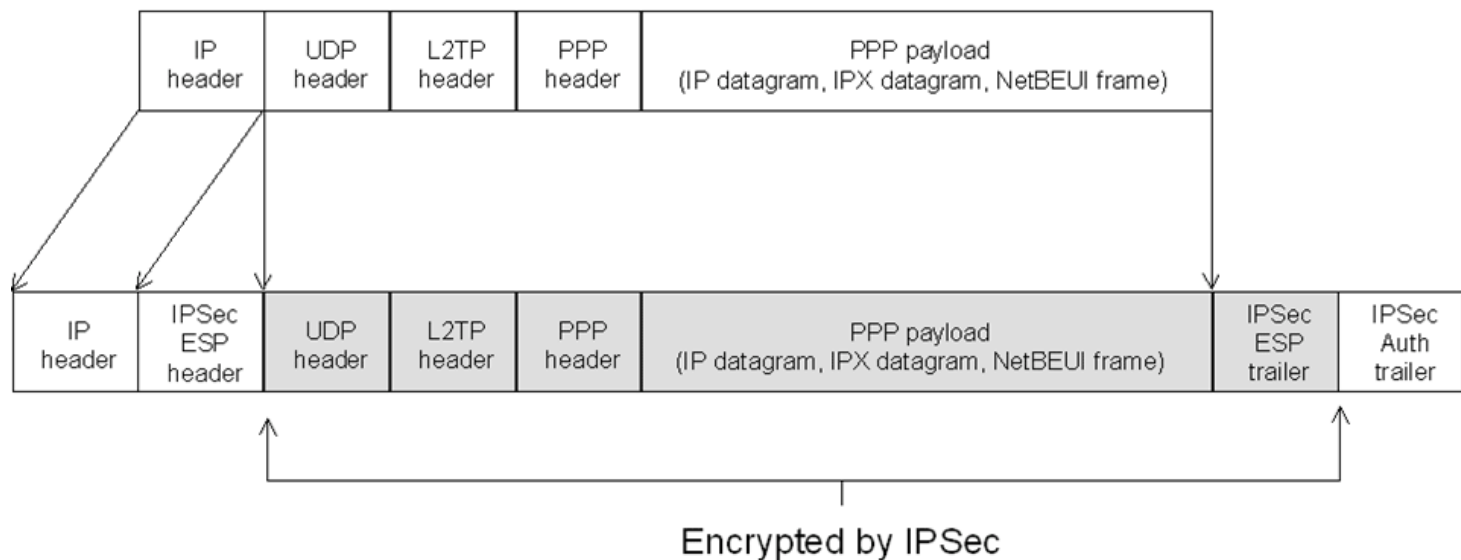 IP
header
UDP
header
L2TP
header
PPP
header
PPP payload
(IP datagram, IPX datagram, NetBEUI frame)
IP
header
IPSec
ESP
header
UDP
header
L2TP
header
PPP
header
PPP payload
(IP datagram, IPX datagram, NetBEUI frame)
IPSec
ESP
trailer
IPSec
Auth
trailer
Encrypted by IPSec